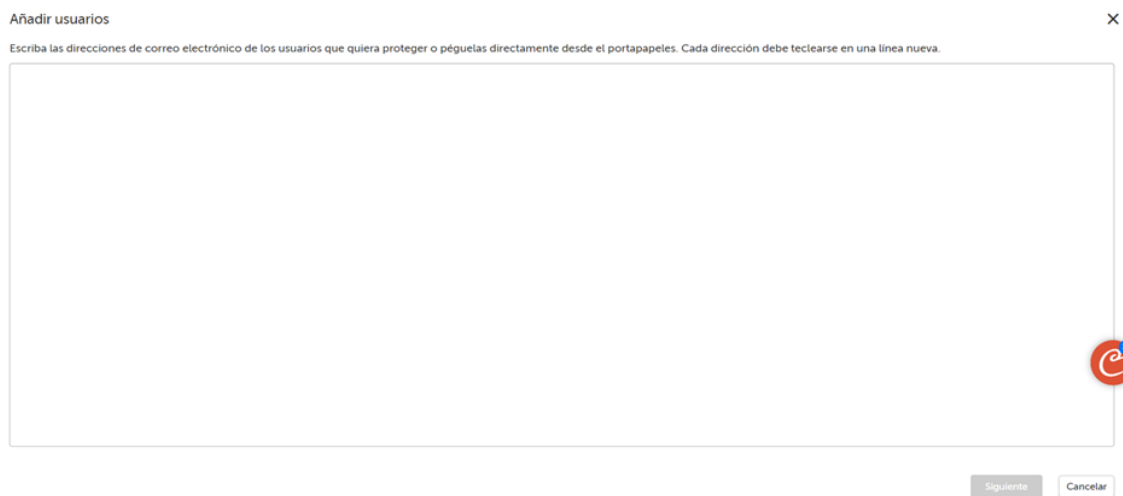 Añadir usuarios
Escriba las direcciones de correo electrónico de los usuarios que quiera proteger o péguelas directamente desde el portapapeles. Cada dirección debe teclearse en una línea nueva.
Siguiente
Cancelar